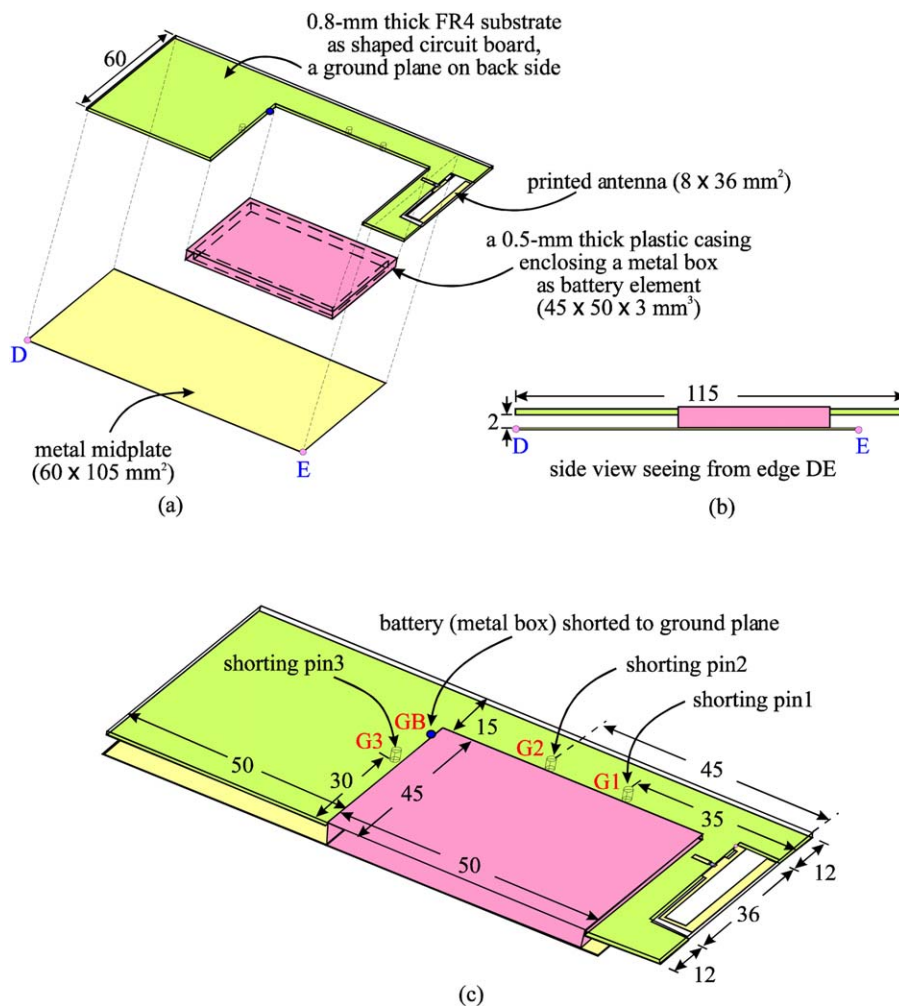 0.8-mm thick FR4 substrate
as shaped circuit board,
a ground plane on back side
60
printed antenna (8 x 36 mm²)
a 0.5-mm thick plastic casing
enclosing a metal box
as battery element
(45 x 50 x 3 mm³)
D
metal midplate
(60 x 105 mm²)
E
(a)
115
2
D
E
side view seeing from edge DE
(b)
battery (metal box) shorted to ground plane
shorting pin3
shorting pin2
shorting pin1
GB
15
G3
G2
45
50
30
45
G1
35
50
12
36
12
(c)